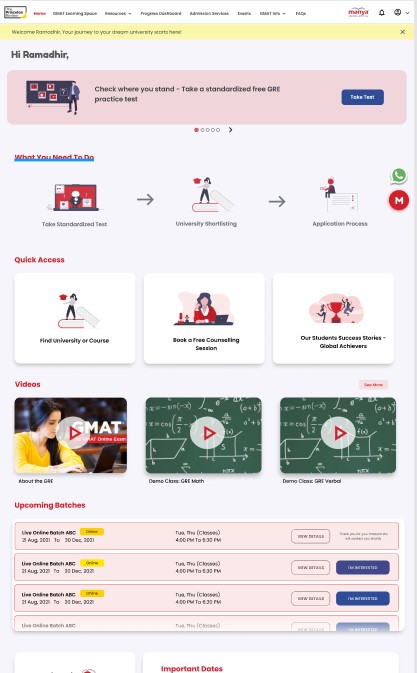 The Princeton Review
Home
GMAT Learning Space
Resources
Progress Dashboard
Admission Services
Events
GMAT Info
FAQs
manya
Welcome Ramadhir, Your journey to your dream university starts here!
Hi Ramadhir,
Check where you stand - Take a standardized free GRE
practice test
Take Test
What You Need To Do
M
Take Standardized Test
University Shortlisting
Application Process
Quick Access
Find University or Course
Book a Free Counselling
Session
Our Students Success Stories -
Global Achievers
Videos
See More
GMAT
GMAT Online Exam
About the GRE
Demo Class: GRE Math
Demo Class: GRE Verbal
Upcoming Batches
Live Online Batch ABC
Online
Tue, Thu (Classes)
21 Aug, 2021 To 30 Dec, 2021
4:00 PM To 6:30 PM
VIEW DETAILS
Thank you for your interest. We
will contact you shortly
Live Online Batch ABC
Online
Tue, Thu (Classes)
21 Aug, 2021 To 30 Dec, 2021
4:00 PM To 6:30 PM
VIEW DETAILS
I'M INTERESTED
Live Online Batch ABC
Online
Tue, Thu (Classes)
21 Aug, 2021 To 30 Dec, 2021
4:00 PM To 6:30 PM
VIEW DETAILS
I'M INTERESTED
Live Online Batch ABC
Tue, Thu (Classes)
VIEW DETAILS
I'M INTERESTED
Important Dates